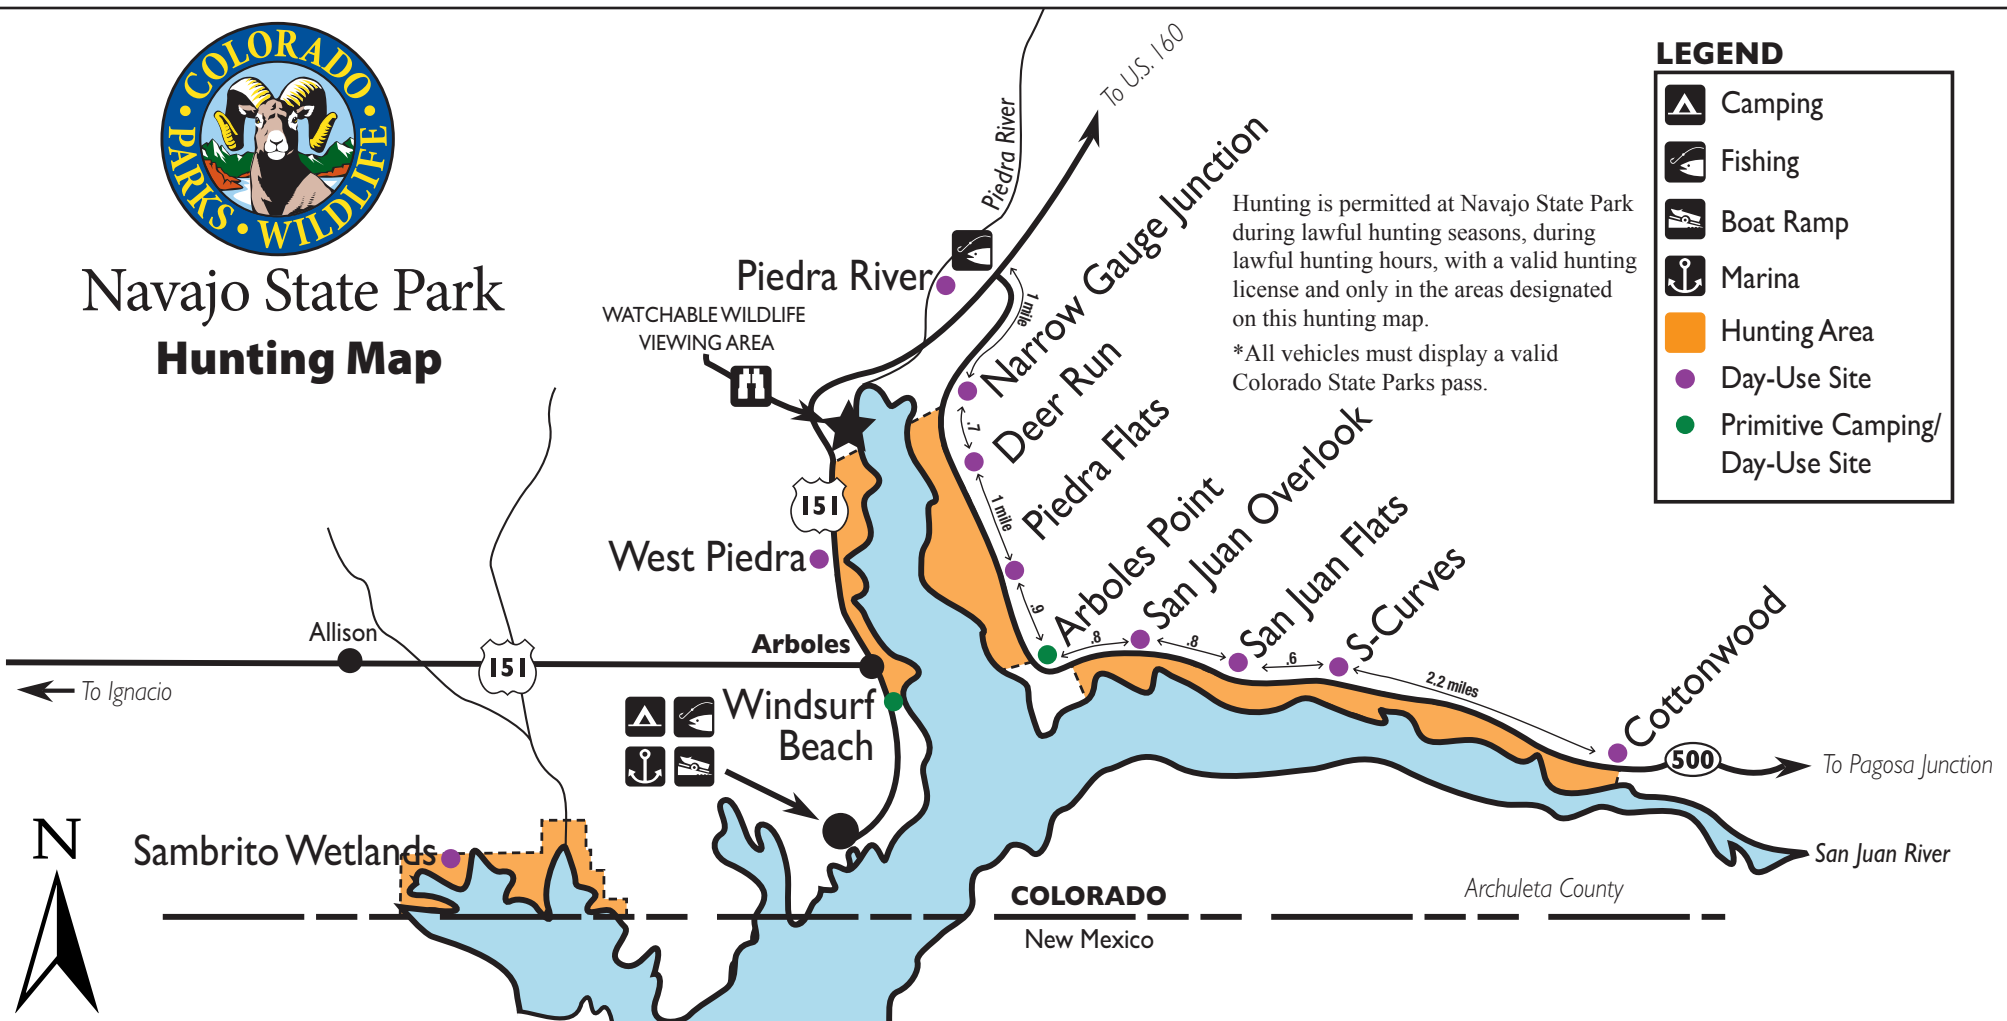 COLORADO
PARKS • WILDLIFE
Navajo State Park
Hunting Map
To U.S. 160
Piedra River
Narrow Gauge Junction
Piedra River
1 mile
WATCHABLE WILDLIFE
VIEWING AREA
Hunting is permitted at Navajo State Park
during lawful hunting seasons, during
lawful hunting hours, with a valid hunting
license and only in the areas designated
on this hunting map.
*All vehicles must display a valid
Colorado State Parks pass.
LEGEND
Camping
Fishing
Boat Ramp
Marina
Hunting Area
Day-Use Site
Primitive Camping/
Day-Use Site
.7
Deer Run
1 mile
Piedra Flats
151
West Piedra
.9
Arboles Point
.8
San Juan Overlook
.8
San Juan Flats
.6
S-Curves
2.2 miles
Cottonwood
500
To Pagosa Junction
Allison
151
Arboles
To Ignacio
Windsurf
Beach
N
Sambrito Wetlands
San Juan River
Archuleta County
COLORADO
New Mexico